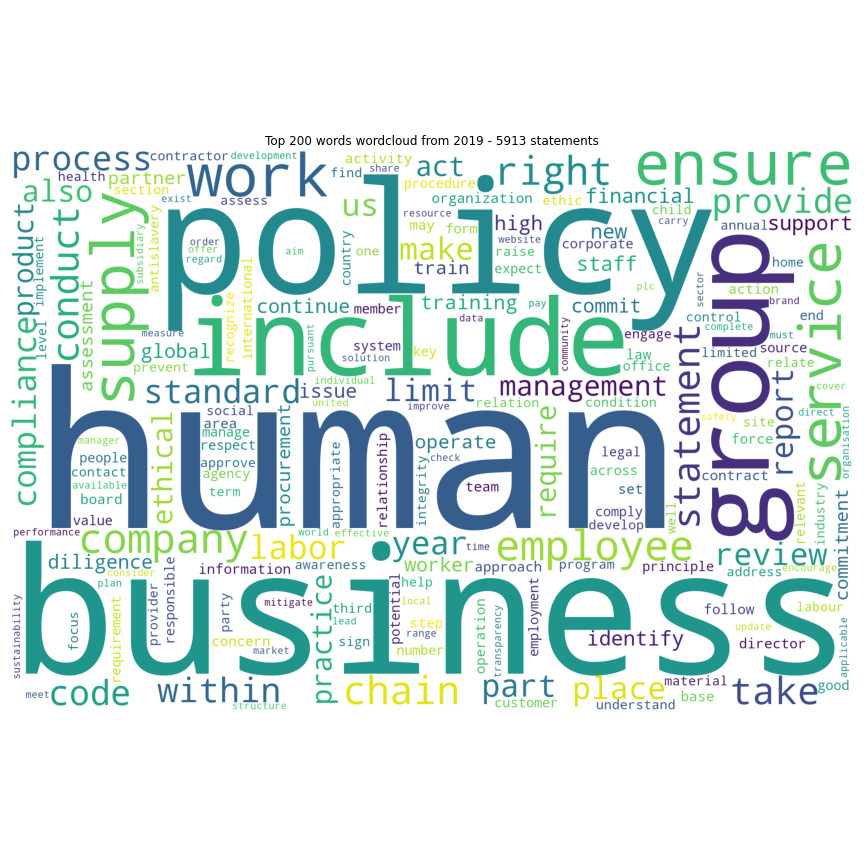 Top 200 words wordcloud from 2019 - 5913 statements
process
contractor
development
activity
find
share
act
right
ensure
health
partner
section
work
assess
exist
procedure
organization
ethic
financial
child
carry
provide
also
us
resource
may
form
high
website
new
corporate
annual
support
product
implement
conduct
supply
subsidiary
antislavery
policy
order
offer
regard
aim
country
one
make
train
raise
expect
staff
action
home
group
service
compliance
level
assessment
measure
recognize
international
include
continue
member
training
commit
plc
sector
control
brand
end
complete
must
data
pay
community
engage
law
office
limited
source
relate
global
prevent
pursuant
system
solution
key
standard
issue
individual
united
limit
improve
management
relation
condition
statement
cover
human
social
area
manage
respect
approve
agency
term
procurement
appropriate
relationship
operate
check
integrity
team
require
legal
across
set
comply
develop
well
safety
site
force
contract
report
direct
organisation
manager
people
contact
available
board
value
ethical
performance
world
effective
relevant
industry
commitment
company
labor
year
time
employee
review
diligence
information
awareness
worker
approach
program
principle
address
encourage
consider
plan
business
sustainability
focus
requirement
provider
responsible
party
concern
market
mitigate
practice
third
lead
sign
potential
help
local
range
step
number
operation
transparency
employment
identify
follow
director
update
labour
applicable
meet
code
structure
within
chain
part
customer
place
understand
material
base
take
good